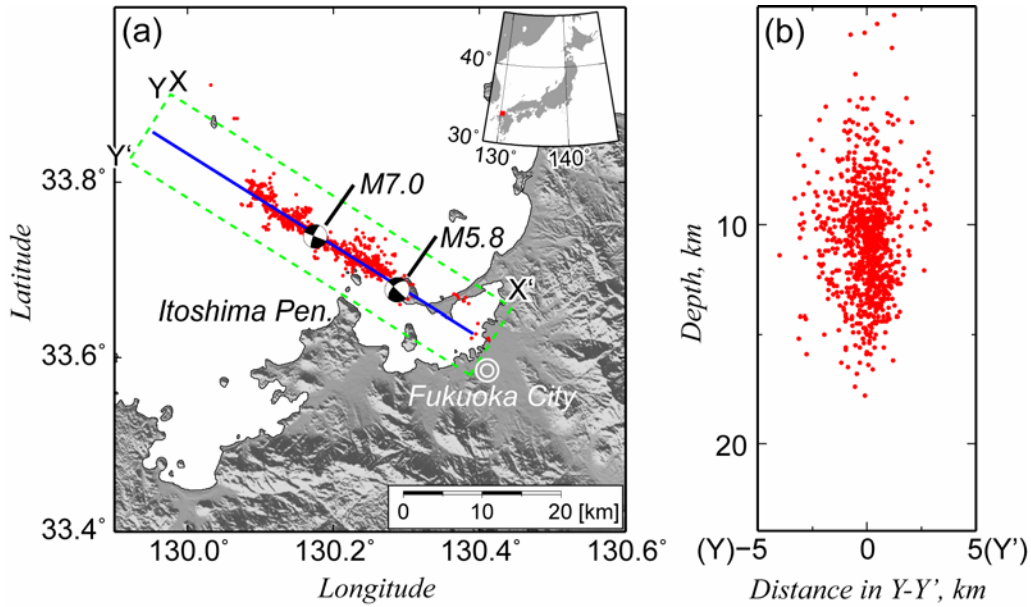 (a)
40˚
30˚
130˚
140˚
Y X
Y‘
M7.0
M5.8
X‘
Itoshima Pen.
Fukuoka City
0 10 20 [km]
33.8˚
33.6˚
33.4˚
130.0˚ 130.2˚ 130.4˚ 130.6˚
Latitude
Longitude
(b)
10
20
Depth, km
(Y) −5 0 5 (Y’)
Distance in Y-Y’, km